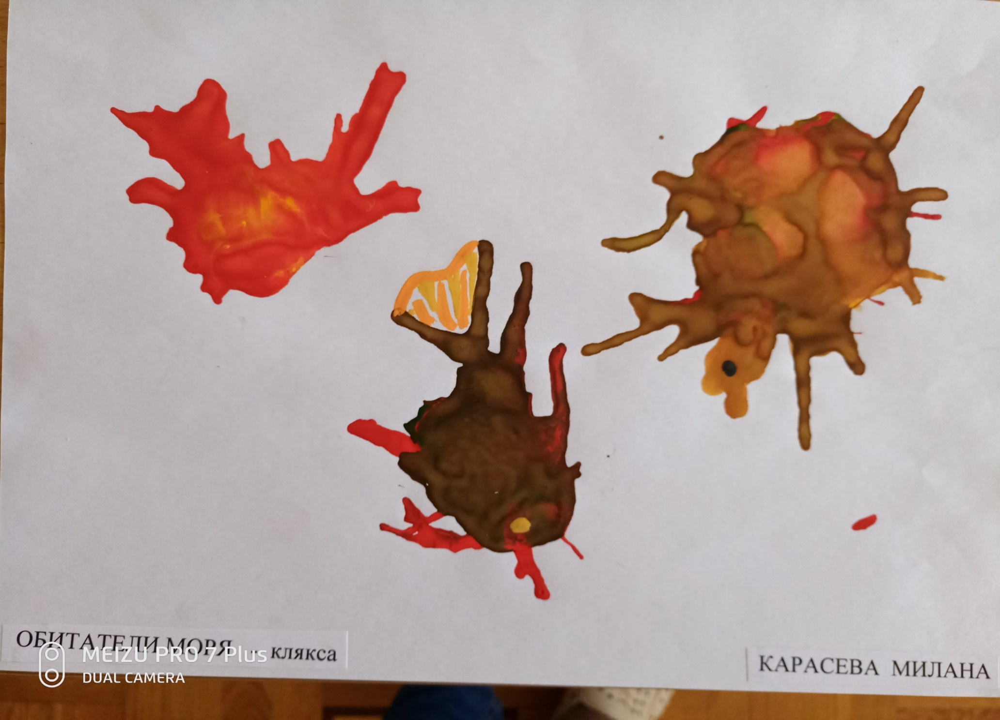 ОБИТАТЕЛИ МОРЯ - клякса
MEIZU PRO 7 Plus
DUAL CAMERA
КАРАСЕВА МИЛАНА